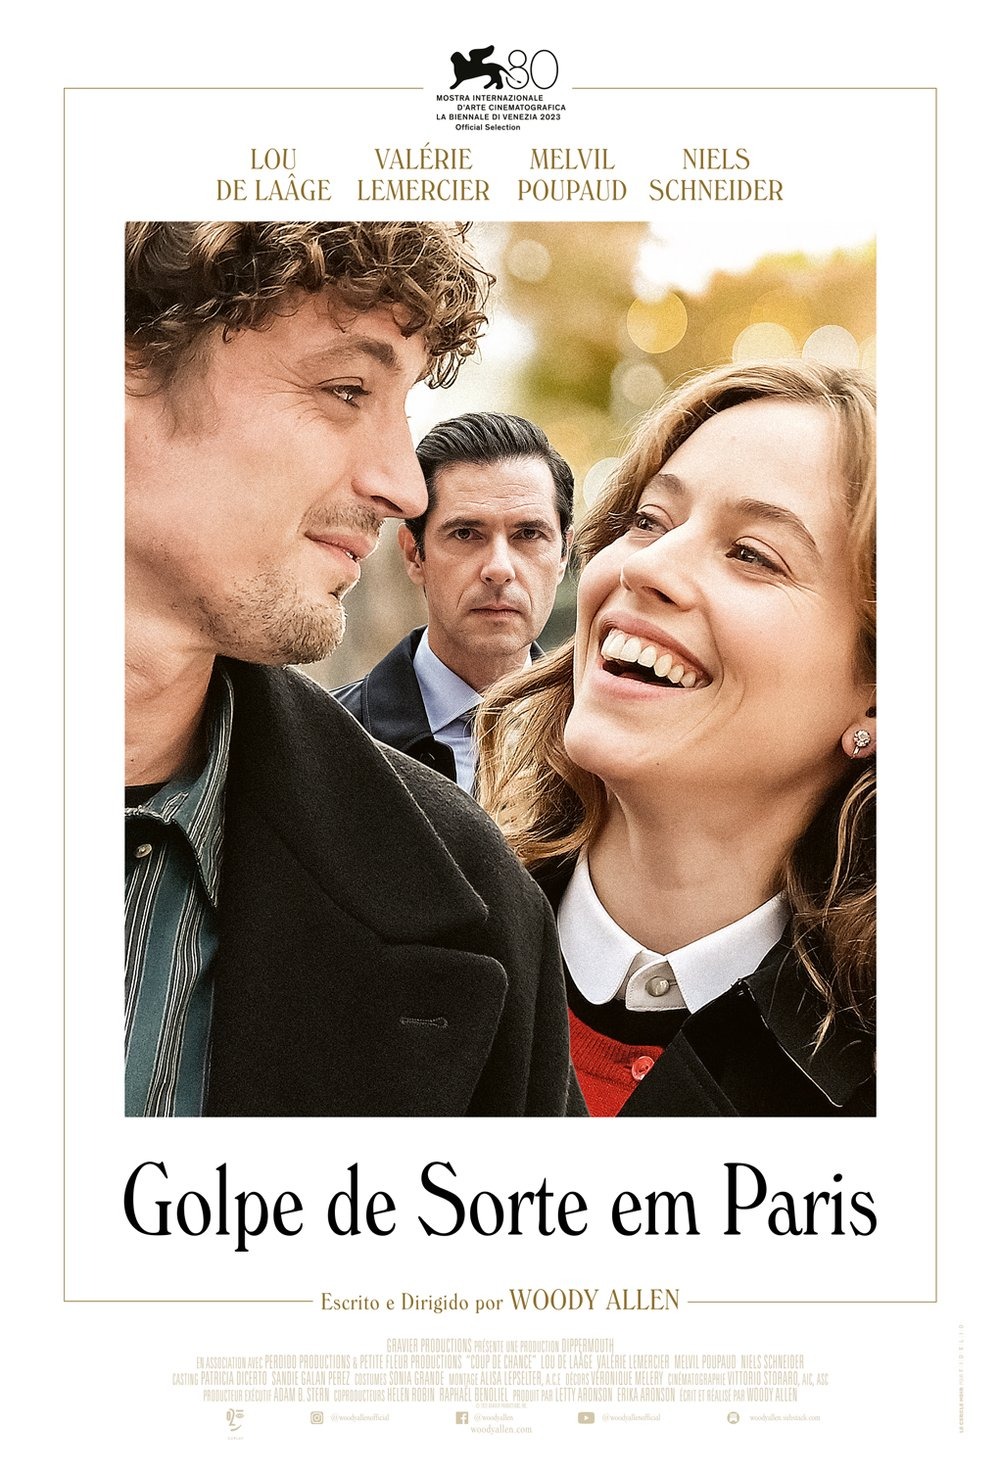 80
MOSTRA INTERNAZIONALE
D'ARTE CINEMATOGRAFICA
LA BIENNALE DI VENEZIA 2023
Official Selection
LOU DE LAÂGE
VALÉRIE LEMERCIER
MELVIL POUPAUD
NIELS SCHNEIDER
Golpe de Sorte em Paris
Escrito e Dirigido por WOODY ALLEN
GRAVIER PRODUCTIONS PRÉSENTE UNE PRODUCTION DIPPERMOUTH
EN ASSOCIATION AVEC PERDIDO PRODUCTIONS & PETITE FLEUR PRODUCTIONS "COUP DE CHANCE" LOU DE LAÂGE VALÉRIE LEMERCIER MELVIL POUPAUD NIELS SCHNEIDER
CASTING PATRICIA DICERTO SANDIE GALAN PEREZ COSTUMES SONIA GRANDE MONTAGE ALISA LEPSELTER, A.C.E DÉCORS VÉRONIQUE MELERY CINÉMATOGRAPHIE VITTORIO STORARO, AIC, ASC
PRODUCTEUR EXÉCUTIF ADAM B. STERN COPRODUCTEURS HELEN ROBIN RAPHAËL BENOLIEL PRODUIT PAR LETTY ARONSON ERIKA ARONSON ÉCRIT ET RÉALISÉ PAR WOODY ALLEN
@woodyallenofficial
@woodyallen
@woodyallenofficial
woodyallen.substack.com
woodyallen.com